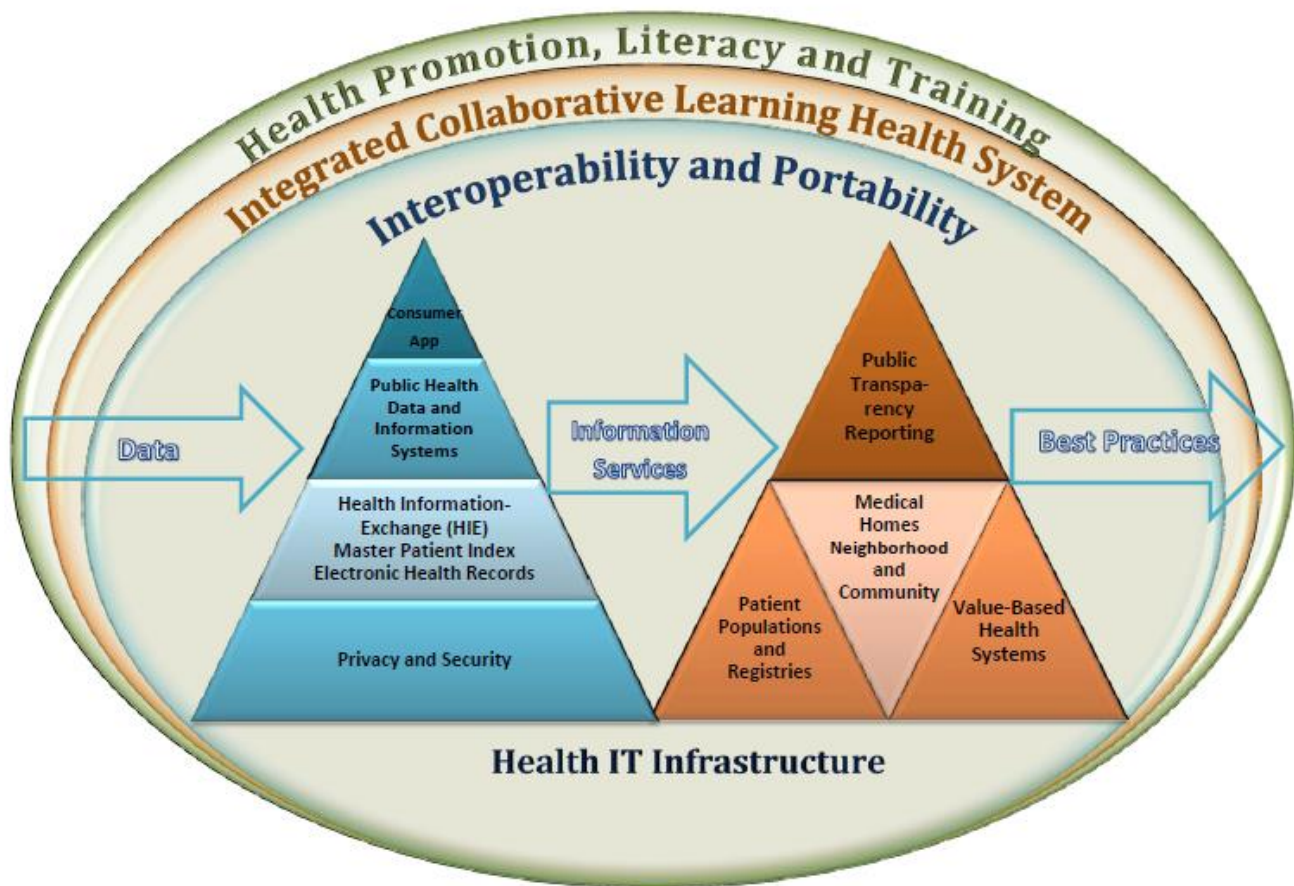 Health Promotion, Literacy and Training
Integrated Collaborative Learning Health System
Interoperability and Portability
Consumer
App
Public Health
Data and
Information
Systems
Health Information-
Exchange (HIE)
Master Patient Index
Electronic Health Records
Privacy and Security
Data
Information
Services
Public
Transpa-
rency
Reporting
Medical
Homes
Neighborhood
and
Community
Patient
Populations
and
Registries
Value-Based
Health
Systems
Best Practices
Health IT Infrastructure